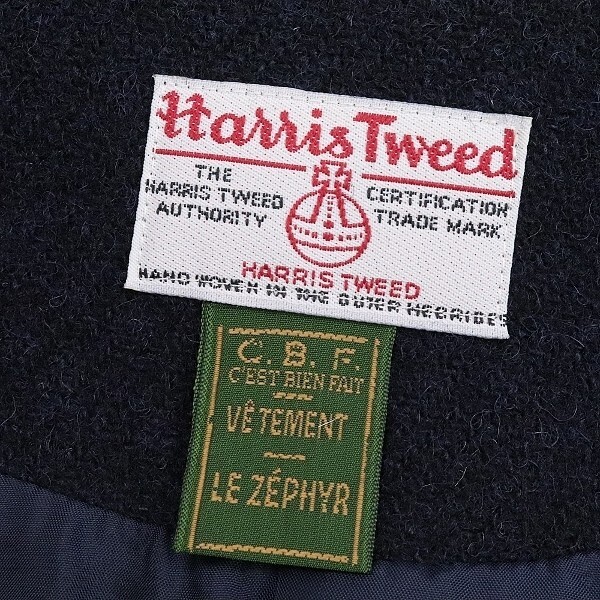 Harris Tweed
THE
HARRIS TWEED
AUTHORITY
CERTIFICATION
TRADE MARK
HARRIS TWEED
HAND WOVEN IN THE OUTER HEBRIDES
C.B.F.
C'EST BIEN FAIT
VÊTEMENT
LE ZÉPHYR